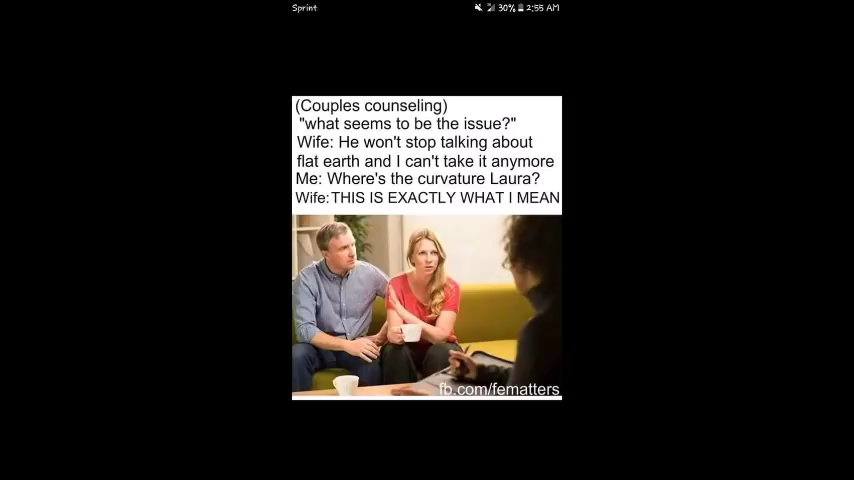 Sprint 30% 2:55 AM
(Couples counseling)
"what seems to be the issue?"
Wife: He won't stop talking about
flat earth and I can't take it anymore
Me: Where's the curvature Laura?
Wife: THIS IS EXACTLY WHAT I MEAN
fb.com/fematters